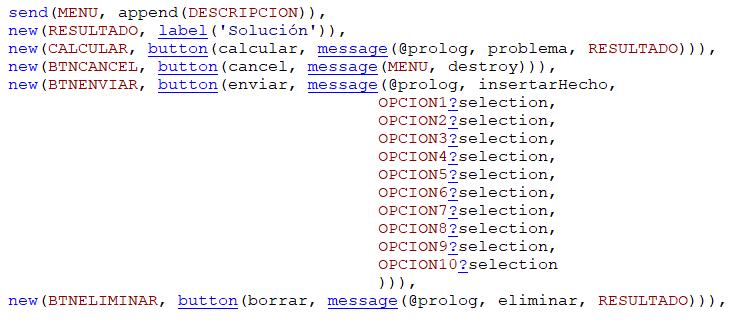 send(MENU, append(DESCRIPCION)),
new(RESULTADO, label('Solución')),
new(CALCULAR, button(calcular, message(@prolog, problema, RESULTADO))),
new(BTNCANCEL, button(cancel, message(MENU, destroy))),
new(BTNENVIAR, button(enviar, message(@prolog, insertarHecho,
OPCION1?selection,
OPCION2?selection,
OPCION3?selection,
OPCION4?selection,
OPCION5?selection,
OPCION6?selection,
OPCION7?selection,
OPCION8?selection,
OPCION9?selection,
OPCION10?selection
))),
new(BTNELIMINAR, button(borrar, message(@prolog, eliminar, RESULTADO))),